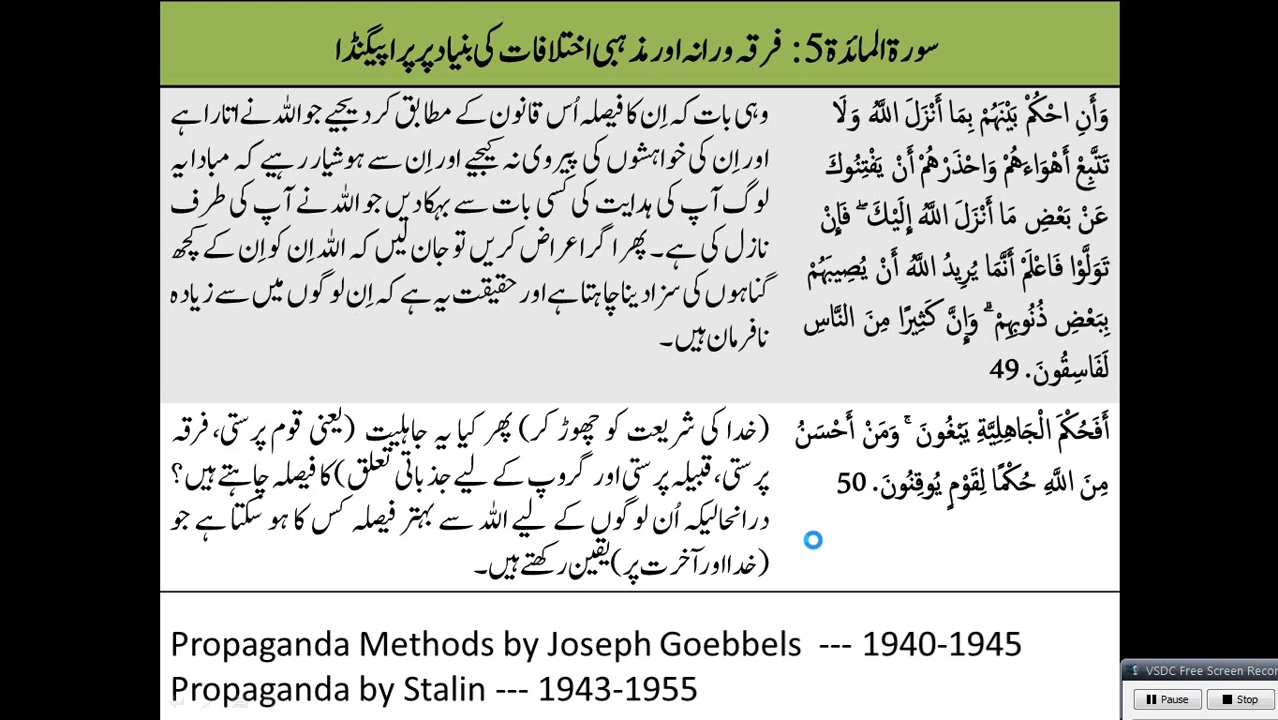 سورۃ المائدۃ 5: فرقہ ورانہ اور مذہبی اختلافات کی بنیاد پر پراپیگنڈا
وَأَنِ احْكُمْ بَيْنَهُمْ بِمَا أَنْزَلَ اللَّهُ وَلَا
تَتَّبِعْ أَهْوَاءَهُمْ وَاحْذَرْهُمْ أَنْ يَفْتِنُوكَ
عَنْ بَعْضِ مَا أَنْزَلَ اللَّهُ إِلَيْكَ ۖ فَإِنْ
تَوَلَّوْا فَاعْلَمْ أَنَّمَا يُرِيدُ اللَّهُ أَنْ يُصِيبَهُمْ
بِبَعْضِ ذُنُوبِهِمْ ۗ وَإِنَّ كَثِيرًا مِنَ النَّاسِ
لَفَاسِقُونَ. 49
وہی بات کہ اِن کا فیصلہ اُس قانون کے مطابق کر دیجیے جو اللہ نے اتارا ہے
اور اِن کی خواہشوں کی پیروی نہ کیجیے اور اِن سے ہوشیار رہیے کہ مبادا یہ
لوگ آپ کی ہدایت کی کسی بات سے بہکا دیں جو اللہ نے آپ کی طرف
نازل کی ہے۔ پھر اگر اعراض کریں تو جان لیں کہ اللہ اِن کو اِن کے کچھ
گناہوں کی سزا دینا چاہتا ہے اور حقیقت یہ ہے کہ اِن لوگوں میں سے زیادہ
نافرمان ہیں۔
أَفَحُكْمَ الْجَاهِلِيَّةِ يَبْغُونَ ۚ وَمَنْ أَحْسَنُ
مِنَ اللَّهِ حُكْمًا لِقَوْمٍ يُوقِنُونَ. 50
(خدا کی شریعت کو چھوڑ کر) پھر کیا یہ جاہلیت (یعنی قوم پرستی، فرقہ
پرستی، قبیلہ پرستی اور گروپ کے لیے جذباتی تعلق) کا فیصلہ چاہتے ہیں؟
درانحالیکہ اُن لوگوں کے لیے اللہ سے بہتر فیصلہ کس کا ہو سکتا ہے جو
(خدا اور آخرت پر) یقین رکھتے ہیں۔
Propaganda Methods by Joseph Goebbels --- 1940-1945
Propaganda by Stalin --- 1943-1955
VSDC Free Screen Recor
Pause
Stop